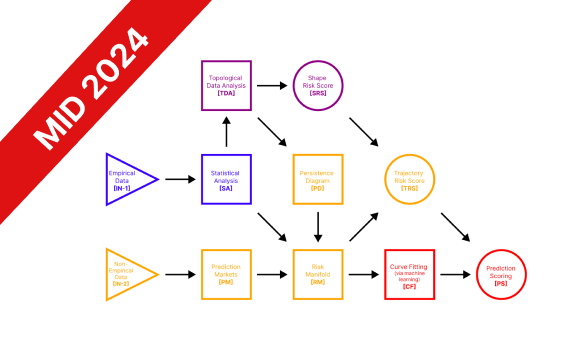 MID 2024
Topological
Data Analysis
[TDA]
Shape
Risk Score
[SRS]
Empirical
Data
[IN-1]
Statistical
Analysis
[SA]
Persistence
Diagram
[PD]
Trajectory
Risk Score
[TRS]
Non-
Empirical
Data
[IN-2]
Prediction
Markets
[PM]
Risk
Manifold
[RM]
Curve Fitting
(via machine
learning)
[CF]
Prediction
Scoring
[PS]